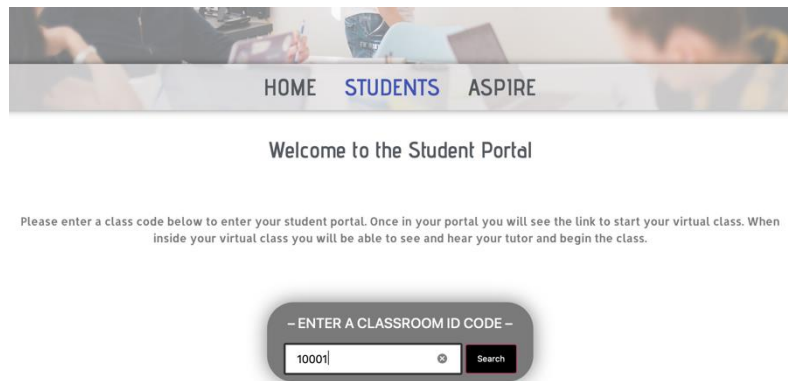 HOME STUDENTS ASPIRE
Welcome to the Student Portal
Please enter a class code below to enter your student portal. Once in your portal you will see the link to start your virtual class. When
inside your virtual class you will be able to see and hear your tutor and begin the class.
– ENTER A CLASSROOM ID CODE –
10001 Search